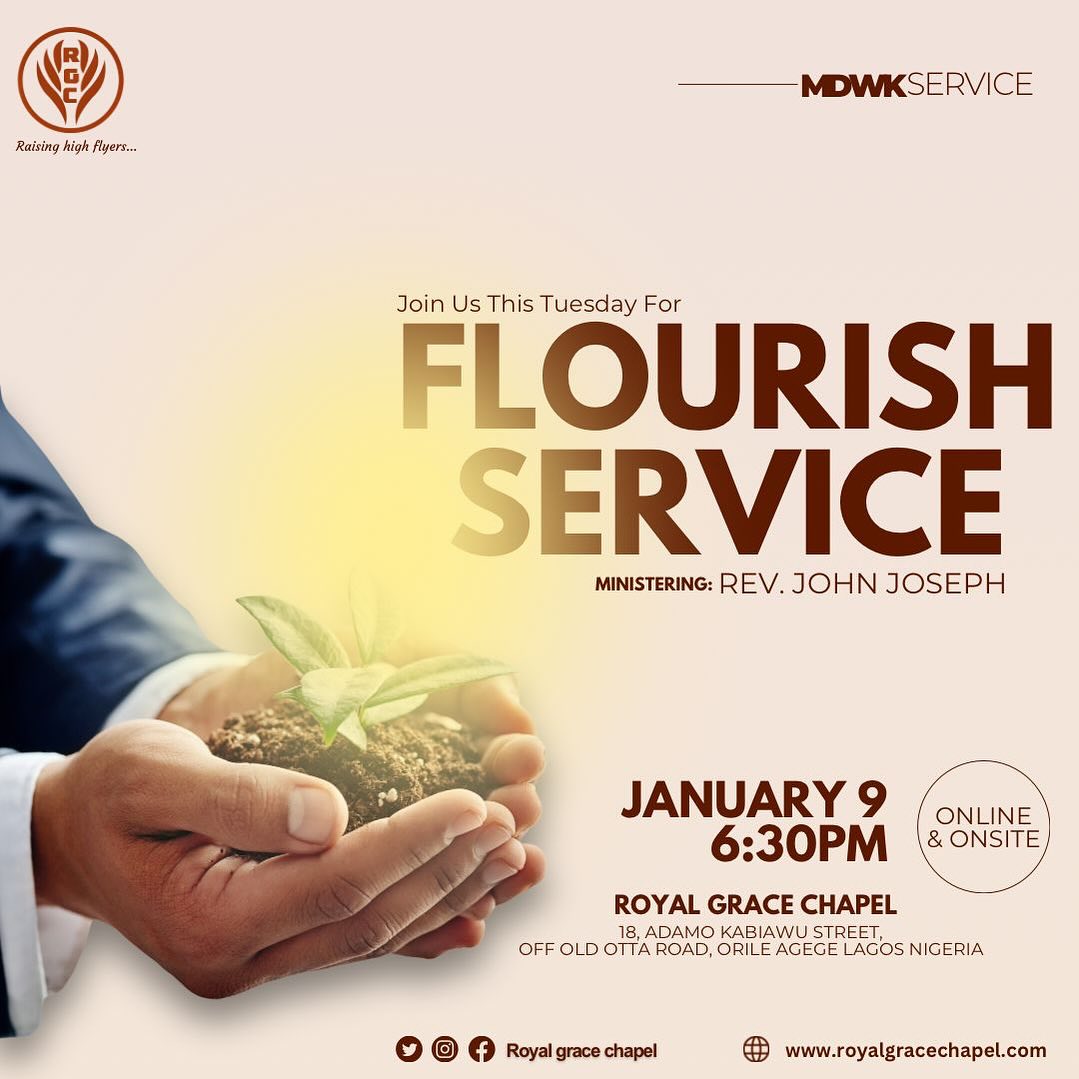 RGC
Raising high flyers...
MDWKSERVICE
Join Us This Tuesday For
FLOURISH
SERVICE
MINISTERING: REV. JOHN JOSEPH
JANUARY 9
6:30PM
ONLINE
& ONSITE
ROYAL GRACE CHAPEL
18, ADAMO KABIAWU STREET,
OFF OLD OTTA ROAD, ORILE AGEGE LAGOS NIGERIA
Royal grace chapel
www.royalgracechapel.com